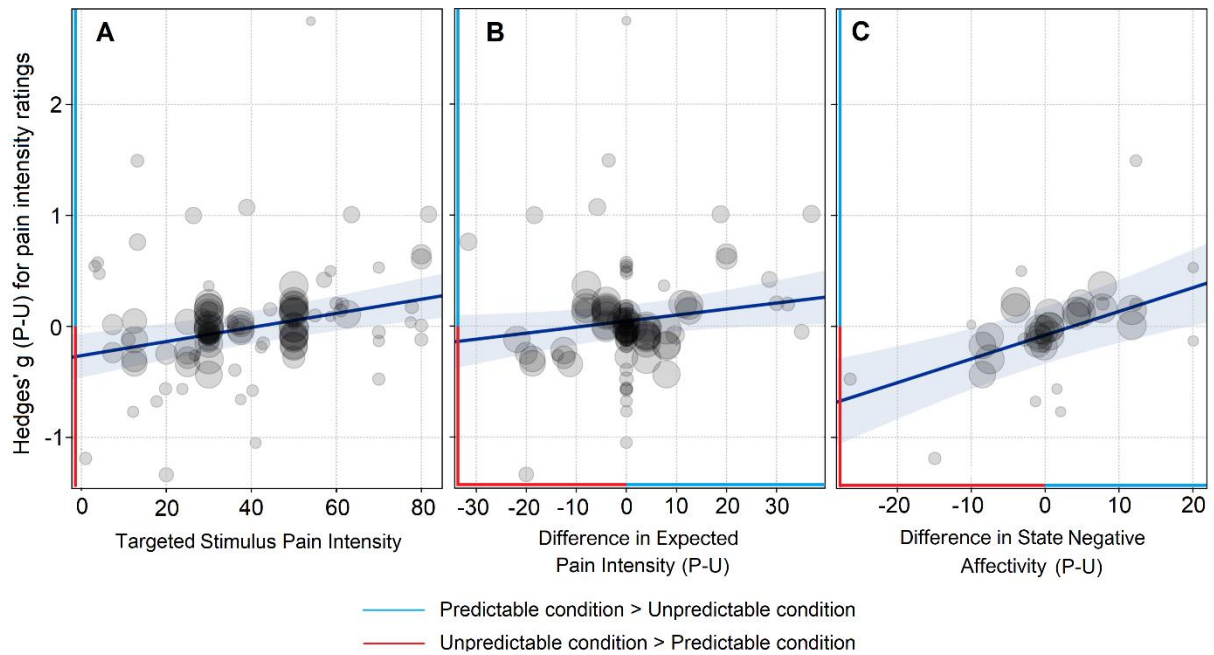 A
B
C
Hedges' g (P-U) for pain intensity ratings
2
1
0
-1
0 20 40 60 80
-30 -20 -10 0 10 20 30
-20 -10 0 10 20
Targeted Stimulus Pain Intensity
Difference in Expected
Pain Intensity (P-U)
Difference in State Negative
Affectivity (P-U)
Predictable condition > Unpredictable condition
Unpredictable condition > Predictable condition